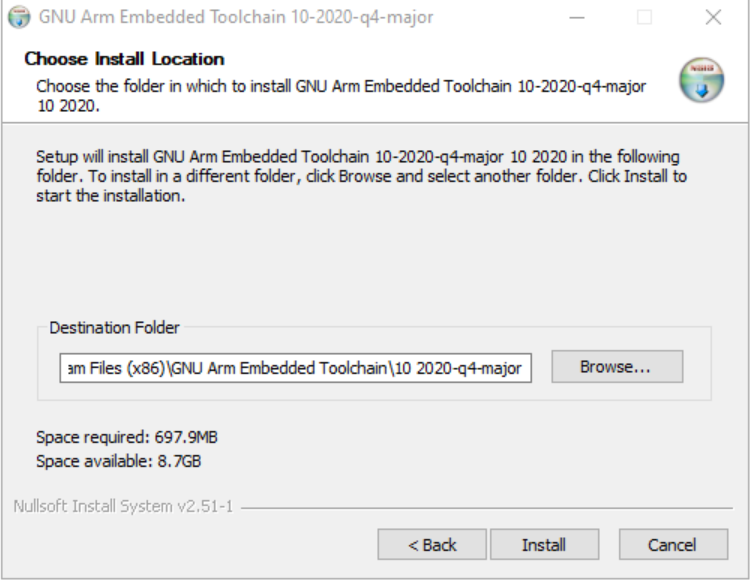 GNU Arm Embedded Toolchain 10-2020-q4-major
Choose Install Location
Choose the folder in which to install GNU Arm Embedded Toolchain 10-2020-q4-major
10 2020.
Setup will install GNU Arm Embedded Toolchain 10-2020-q4-major 10 2020 in the following
folder. To install in a different folder, click Browse and select another folder. Click Install to
start the installation.
Destination Folder
am Files (x86)\GNU Arm Embedded Toolchain\10 2020-q4-major
Browse...
Space required: 697.9MB
Space available: 8.7GB
Nullsoft Install System v2.51-1
< Back
Install
Cancel